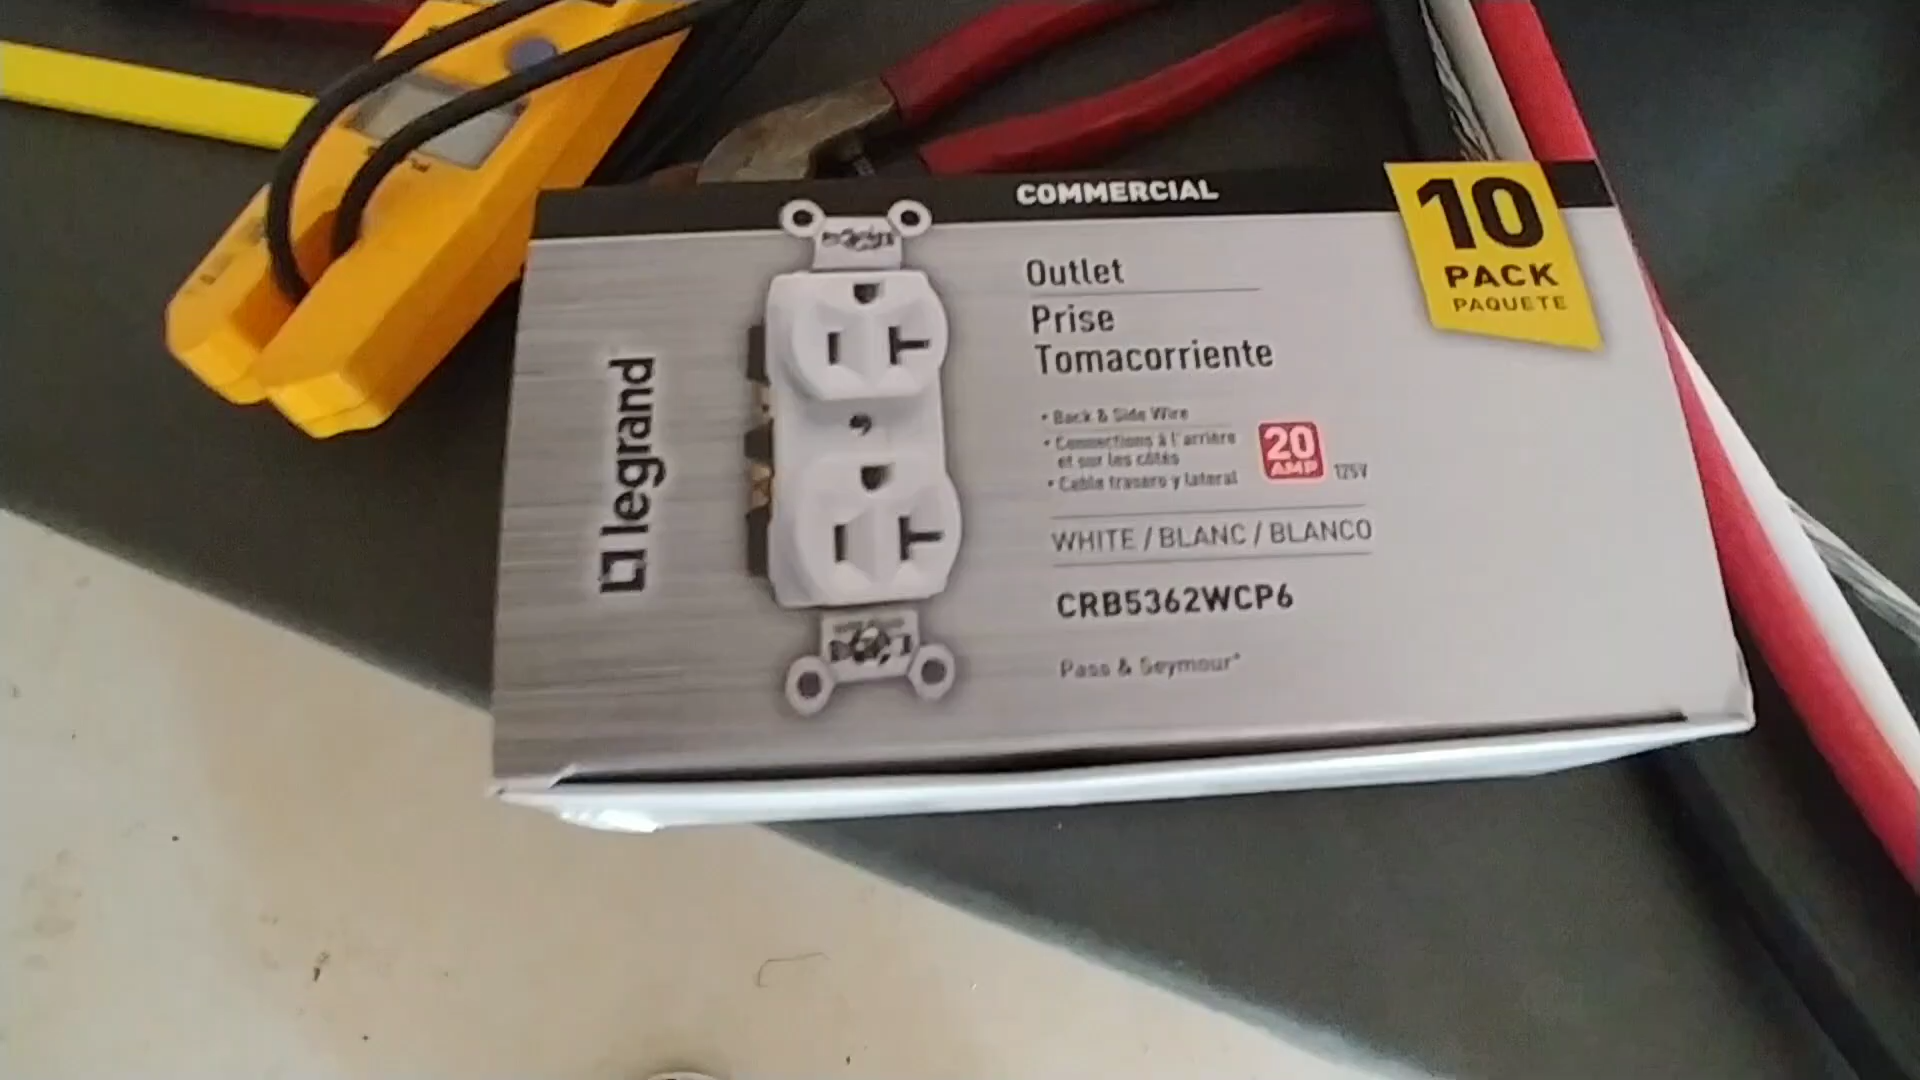 COMMERCIAL
10
PACK
PAQUETE
legrand
Outlet
Prise
Tomacorriente
• Back & Side Wire
• Connections à l'arrière
et sur les côtés
• Cable trasero y lateral
20
AMP
125V
WHITE / BLANC / BLANCO
CRB5362WCP6
Pass & Seymour®